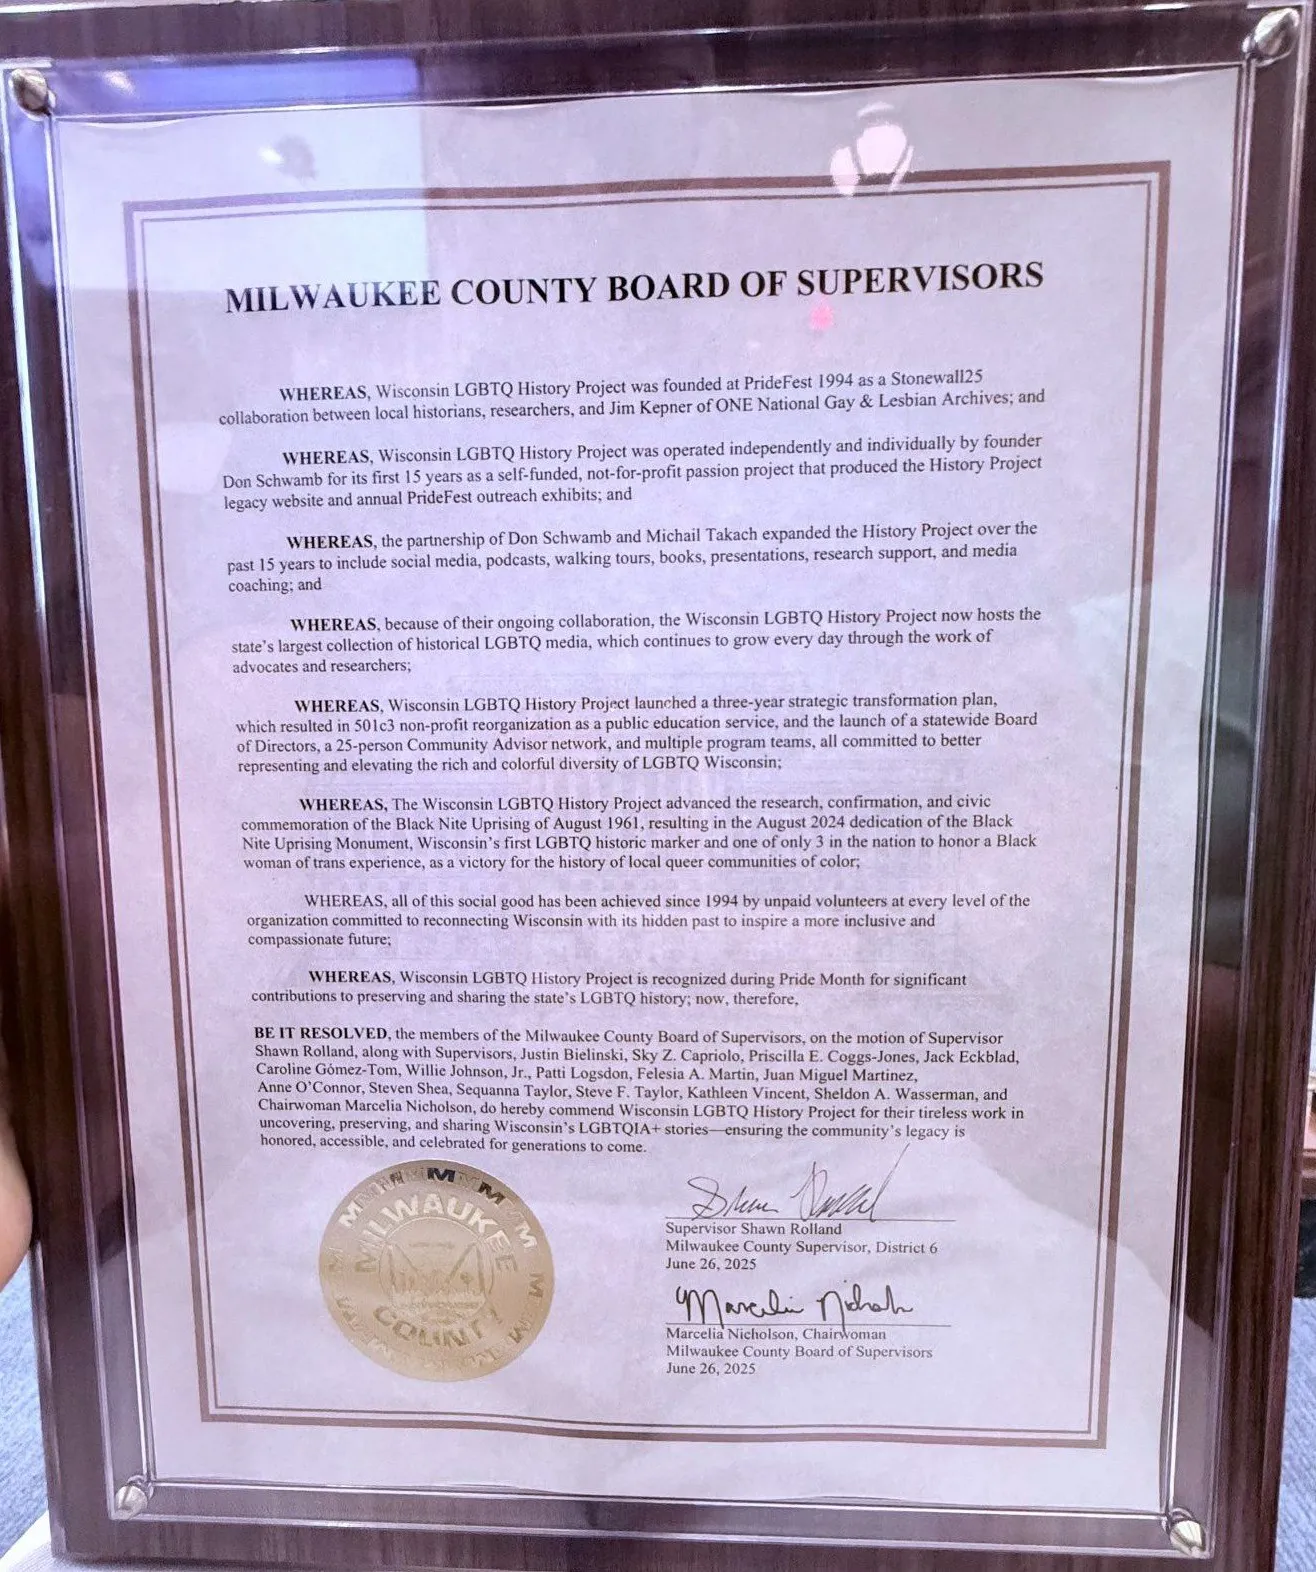 MILWAUKEE COUNTY BOARD OF SUPERVISORS
WHEREAS, Wisconsin LGBTQ History Project was founded at PrideFest 1994 as a Stonewall25
collaboration between local historians, researchers, and Jim Kepner of ONE National Gay & Lesbian Archives; and
WHEREAS, Wisconsin LGBTQ History Project was operated independently and individually by founder
Don Schwamb for its first 15 years as a self-funded, not-for-profit passion project that produced the History Project
legacy website and annual PrideFest outreach exhibits; and
WHEREAS, the partnership of Don Schwamb and Michail Takach expanded the History Project over the
past 15 years to include social media, podcasts, walking tours, books, presentations, research support, and media
coaching; and
WHEREAS, because of their ongoing collaboration, the Wisconsin LGBTQ History Project now hosts the
state's largest collection of historical LGBTQ media, which continues to grow every day through the work of
advocates and researchers;
WHEREAS, Wisconsin LGBTQ History Project launched a three-year strategic transformation plan,
which resulted in 501c3 non-profit reorganization as a public education service, and the launch of a statewide Board
of Directors, a 25-person Community Advisor network, and multiple program teams, all committed to better
representing and elevating the rich and colorful diversity of LGBTQ Wisconsin;
WHEREAS, The Wisconsin LGBTQ History Project advanced the research, confirmation, and civic
commemoration of the Black Nite Uprising of August 1961, resulting in the August 2024 dedication of the Black
Nite Uprising Monument, Wisconsin's first LGBTQ historic marker and one of only 3 in the nation to honor a Black
woman of trans experience, as a victory for the history of local queer communities of color;
WHEREAS, all of this social good has been achieved since 1994 by unpaid volunteers at every level of the
organization committed to reconnecting Wisconsin with its hidden past to inspire a more inclusive and
compassionate future;
WHEREAS, Wisconsin LGBTQ History Project is recognized during Pride Month for significant
contributions to preserving and sharing the state's LGBTQ history; now, therefore,
BE IT RESOLVED, the members of the Milwaukee County Board of Supervisors, on the motion of Supervisor
Shawn Rolland, along with Supervisors, Justin Bielinski, Sky Z. Capriolo, Priscilla E. Coggs-Jones, Jack Eckblad,
Caroline Gómez-Tom, Willie Johnson, Jr., Patti Logsdon, Felesia A. Martin, Juan Miguel Martinez,
Anne O'Connor, Steven Shea, Sequanna Taylor, Steve F. Taylor, Kathleen Vincent, Sheldon A. Wasserman, and
Chairwoman Marcelia Nicholson, do hereby commend Wisconsin LGBTQ History Project for their tireless work in
uncovering, preserving, and sharing Wisconsin's LGBTQIA+ stories—ensuring the community's legacy is
honored, accessible, and celebrated for generations to come.
MILWAUKEE
COUNTY
Supervisor Shawn Rolland
Milwaukee County Supervisor, District 6
June 26, 2025
Marcelia Nicholson, Chairwoman
Milwaukee County Board of Supervisors
June 26, 2025